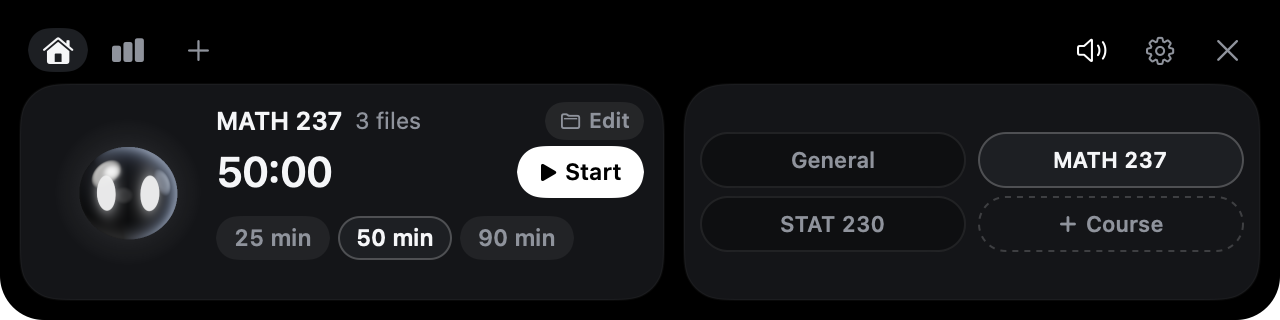 MATH 237 3 files Edit
50:00 Start
25 min 50 min 90 min
General MATH 237
STAT 230 + Course